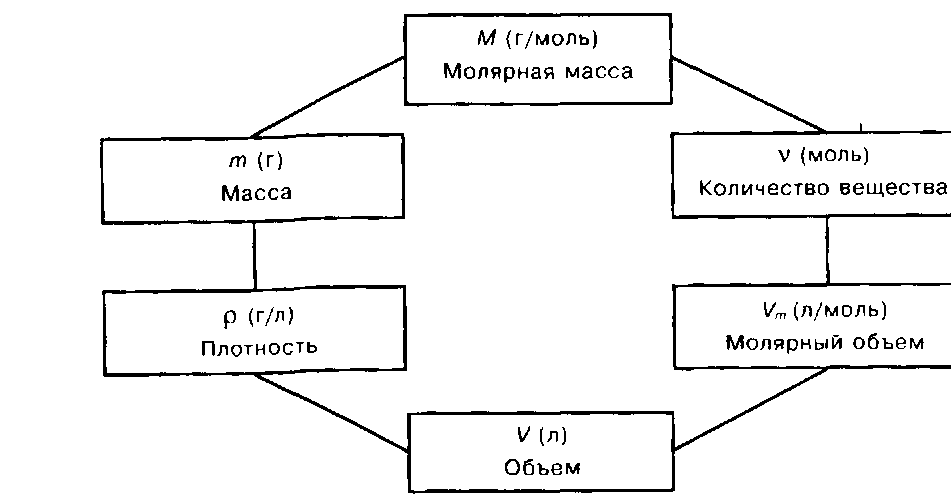 M (г/моль)
Молярная масса
m (г)
Масса
ν (моль)
Количество вещества
ρ (г/л)
Плотность
Vm (л/моль)
Молярный объем
V (л)
Объем